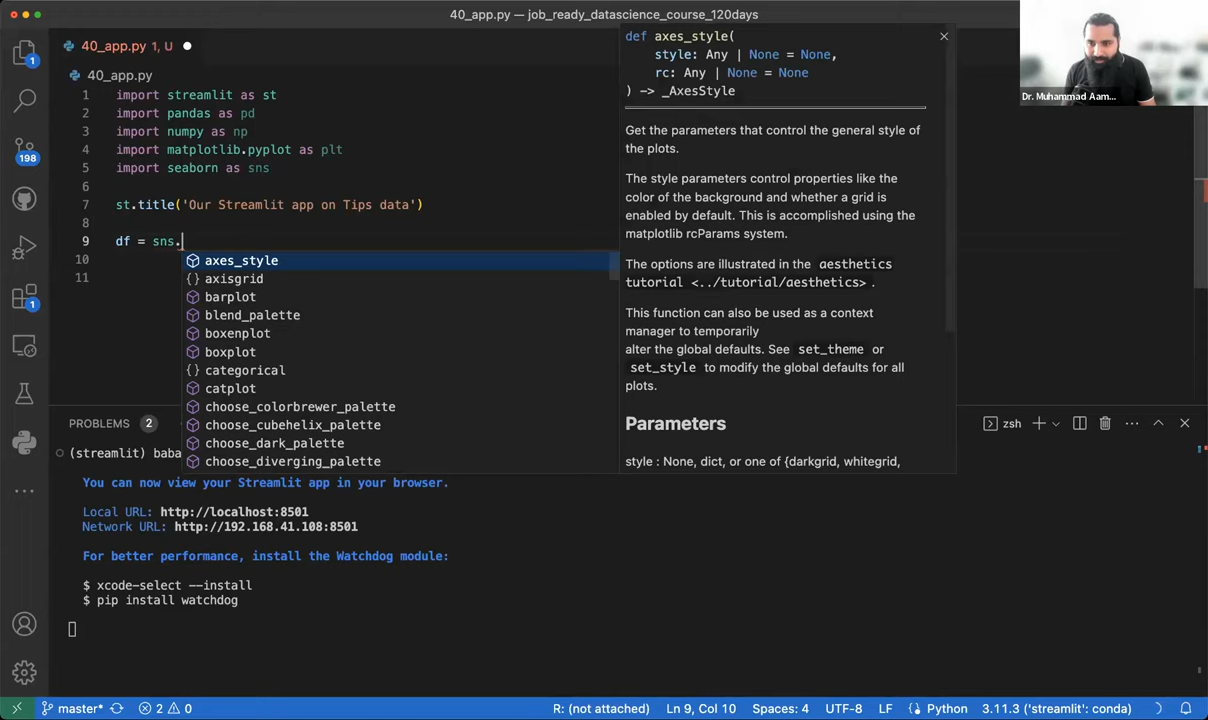 40_app.py — job_ready_datascience_course_120days
40_app.py 1, U
40_app.py
1 import streamlit as st
2 import pandas as pd
3 import numpy as np
4 import matplotlib.pyplot as plt
5 import seaborn as sns
6
7 st.title('Our Streamlit app on Tips data')
8
9 df = sns.
10
11
axes_style
{} axisgrid
barplot
blend_palette
boxenplot
boxplot
{} categorical
catplot
choose_colorbrewer_palette
choose_cubehelix_palette
choose_dark_palette
choose_diverging_palette
def axes_style(
style: Any | None = None,
rc: Any | None = None
) -> _AxesStyle
Get the parameters that control the general style of
the plots.
The style parameters control properties like the
color of the background and whether a grid is
enabled by default. This is accomplished using the
matplotlib rcParams system.
The options are illustrated in the aesthetics
tutorial <../tutorial/aesthetics> .
This function can also be used as a context
manager to temporarily
alter the global defaults. See set_theme or
set_style to modify the global defaults for all
plots.
Parameters
style : None, dict, or one of {darkgrid, whitegrid,
Dr. Muhammad Aam...
1
198
1
PROBLEMS 2
zsh
(streamlit) baba
You can now view your Streamlit app in your browser.
Local URL: http://localhost:8501
Network URL: http://192.168.41.108:8501
For better performance, install the Watchdog module:
$ xcode-select --install
$ pip install watchdog
master* 2 0 R: (not attached) Ln 9, Col 10 Spaces: 4 UTF-8 LF Python 3.11.3 ('streamlit': conda)